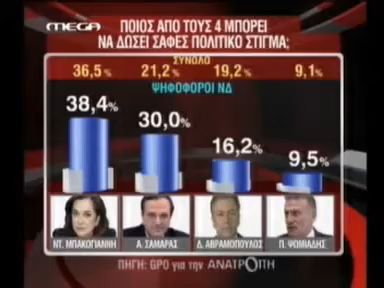 MEGA
ΠΟΙΟΣ ΑΠΟ ΤΟΥΣ 4 ΜΠΟΡΕΙ
ΝΑ ΔΩΣΕΙ ΣΑΦΕΣ ΠΟΛΙΤΙΚΟ ΣΤΙΓΜΑ;
ΣΥΝΟΛΟ
36,5% 21,2% 19,2% 9,1%
ΨΗΦΟΦΟΡΟΙ ΝΔ
38,4% 30,0% 16,2% 9,5%
ΝΤ. ΜΠΑΚΟΓΙΑΝΝΗ Α. ΣΑΜΑΡΑΣ Δ. ΑΒΡΑΜΟΠΟΥΛΟΣ Π. ΨΩΜΙΑΔΗΣ
ΠΗΓΗ: GPO για την ΑΝΑΤΡΟΠΗ